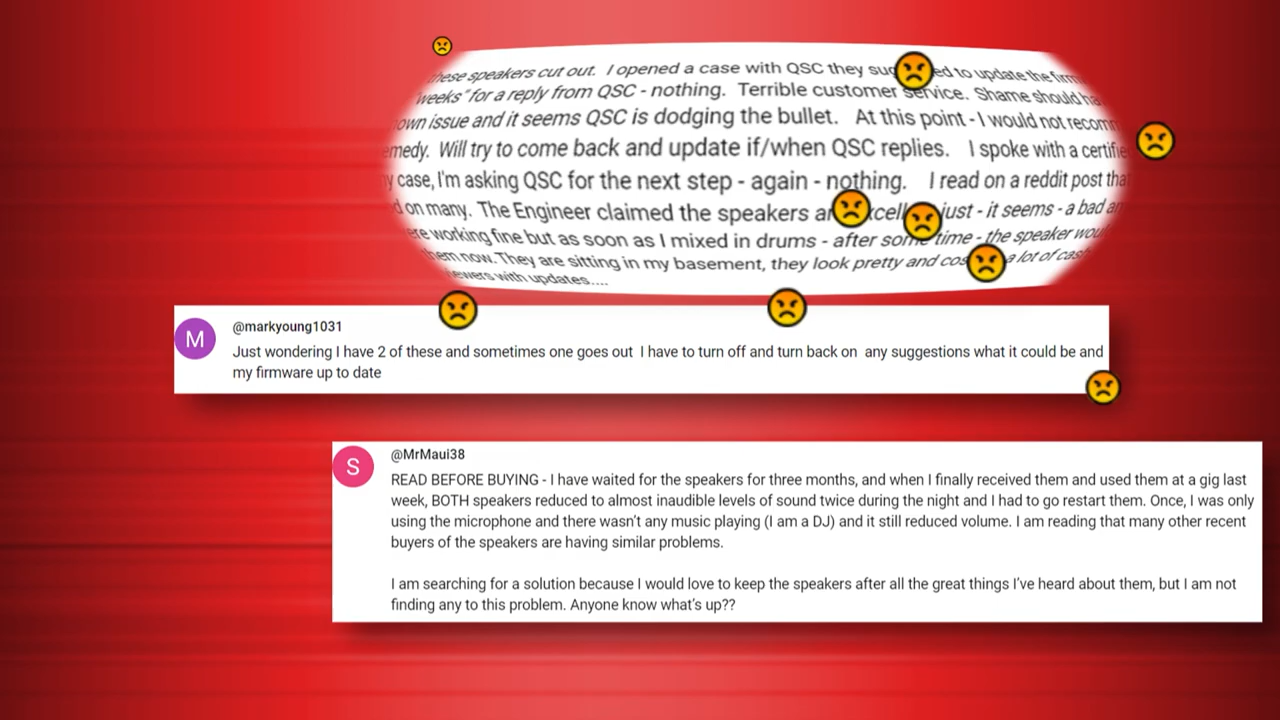 these speakers cut out. I opened a case with QSC they to update the
weeks" for a reply from QSC - nothing. Terrible customer service. Shame should
own issue and it seems QSC is dodging the bullet. At this point - I would not
Will try to come back and update if/when QSC replies. I spoke with a
case, I'm asking QSC for the next step - again - nothing. I read on a reddit post that
on many. The Engineer claimed the speakers just - it seems - a bad
working fine but as soon as I mixed in drums - after some time - the speaker
them now. They are sitting in my basement, they look pretty and a lot of cash
with updates....
M
@markyoung1031
Just wondering I have 2 of these and sometimes one goes out I have to turn off and turn back on any suggestions what it could be and
my firmware up to date
S
@MrMaui38
READ BEFORE BUYING - I have waited for the speakers for three months, and when I finally received them and used them at a gig last
week, BOTH speakers reduced to almost inaudible levels of sound twice during the night and I had to go restart them. Once, I was only
using the microphone and there wasn't any music playing (I am a DJ) and it still reduced volume. I am reading that many other recent
buyers of the speakers are having similar problems.
I am searching for a solution because I would love to keep the speakers after all the great things I've heard about them, but I am not
finding any to this problem. Anyone know what's up??